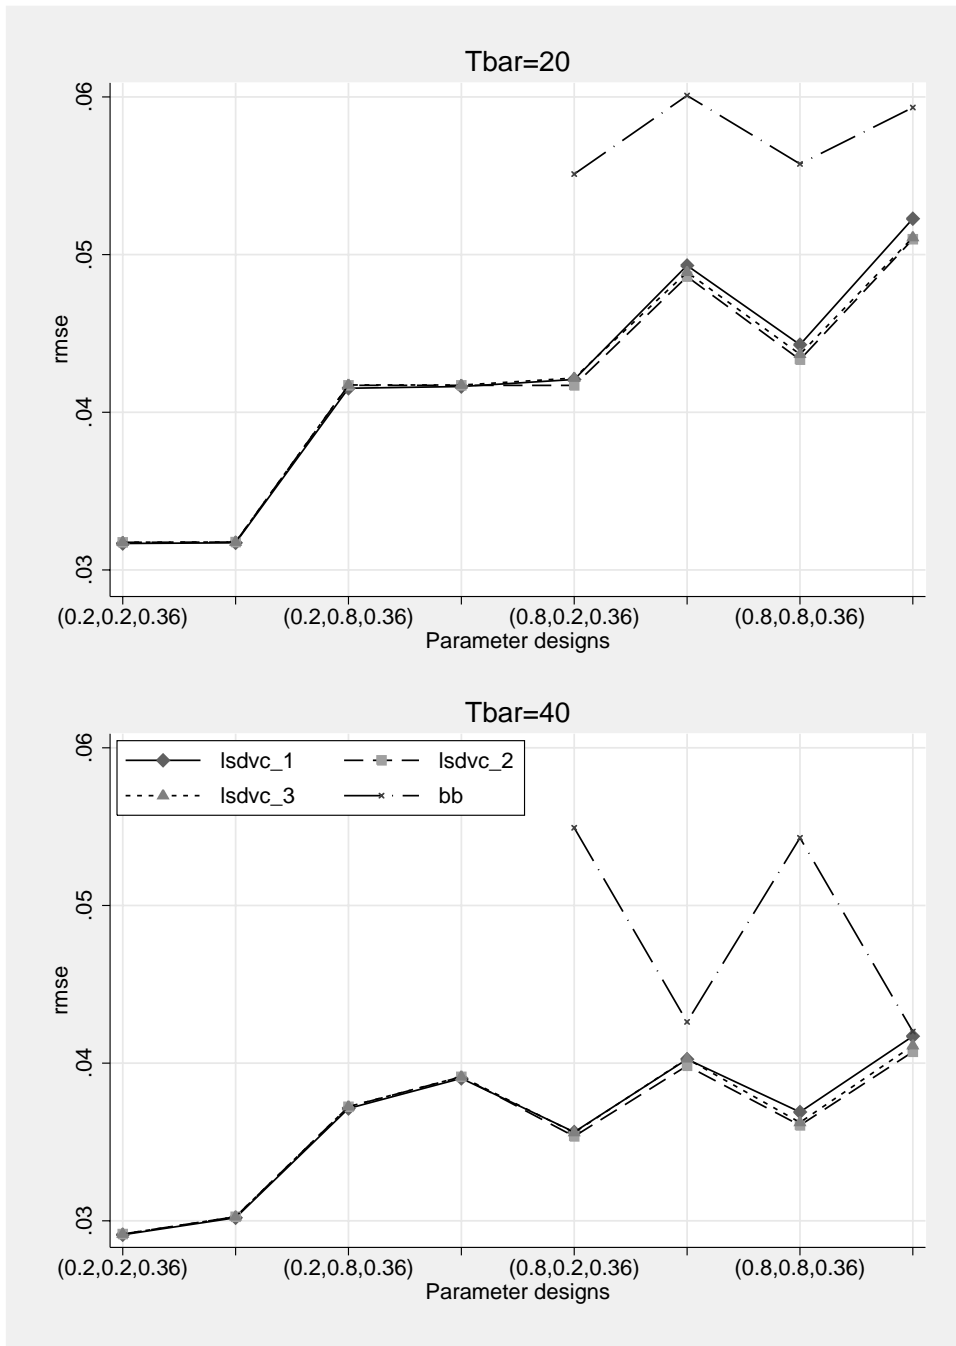 Tbar=20
.06
.05
.04
.03
rmse
(0.2,0.2,0.36) (0.2,0.8,0.36) (0.8,0.2,0.36) (0.8,0.8,0.36)
Parameter designs
Tbar=40
.06
.05
.04
.03
rmse
lsdvc_1 lsdvc_2
lsdvc_3 bb
(0.2,0.2,0.36) (0.2,0.8,0.36) (0.8,0.2,0.36) (0.8,0.8,0.36)
Parameter designs